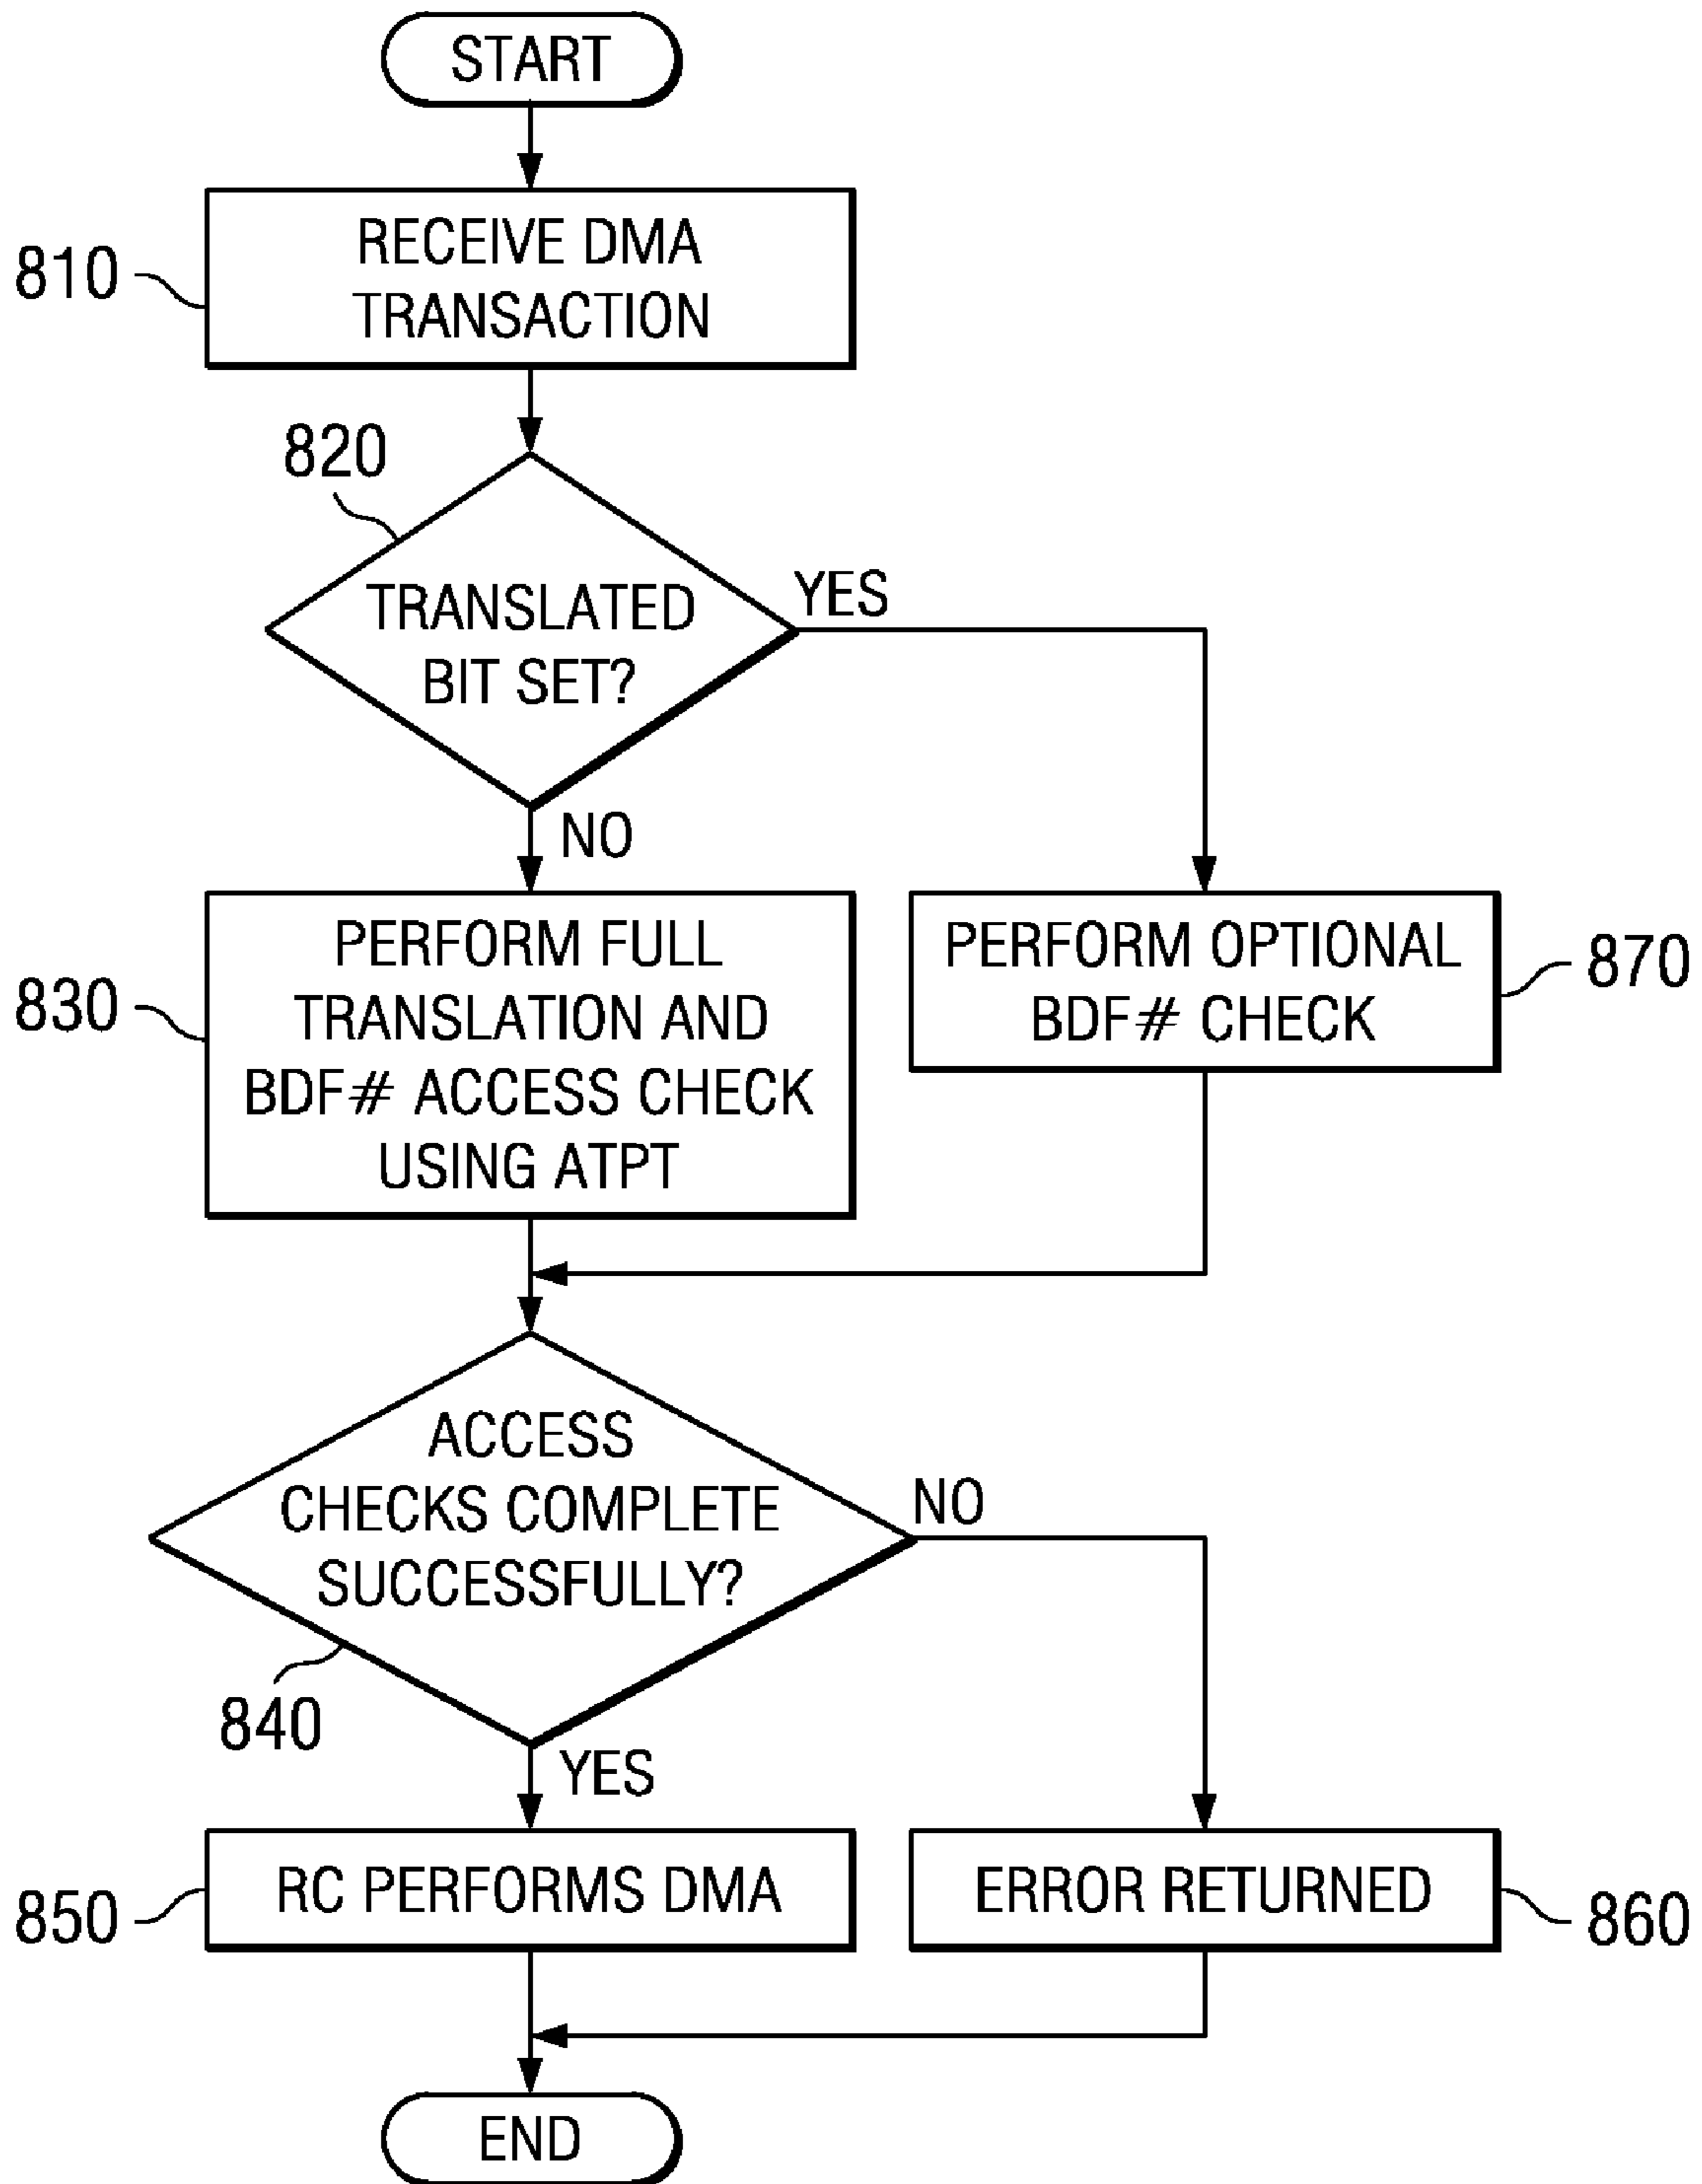 START
810
RECEIVE DMA
TRANSACTION
820
TRANSLATED
BIT SET?
YES
NO
830
PERFORM FULL
TRANSLATION AND
BDF# ACCESS CHECK
USING ATPT
PERFORM OPTIONAL
BDF# CHECK
870
ACCESS
CHECKS COMPLETE
SUCCESSFULLY?
NO
840
YES
850
RC PERFORMS DMA
ERROR RETURNED
860
END